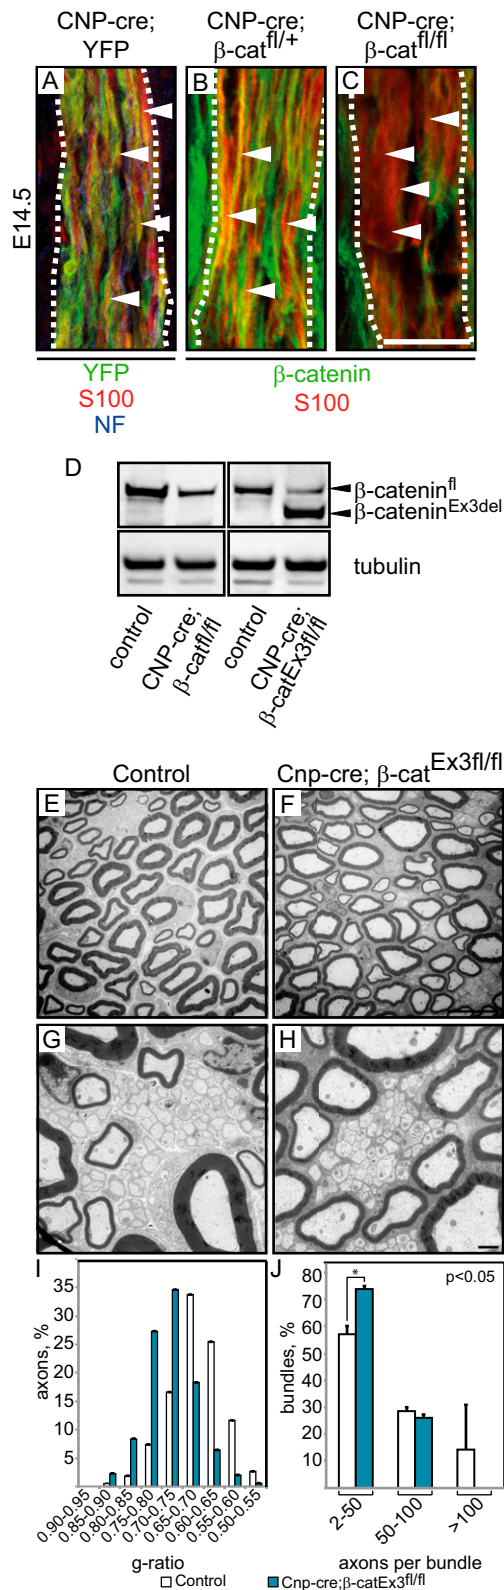 CNP-cre; YFP
CNP-cre; β-cat^fl/+
CNP-cre; β-cat^fl/fl
A
B
C
E14.5
YFP
S100
NF
β-catenin
S100
D
β-catenin^fl
β-catenin^Ex3del
tubulin
control
CNP-cre; β-catfl/fl
control
CNP-cre; β-catEx3fl/fl
Control
Cnp-cre; β-cat^Ex3fl/fl
E
F
G
H
I
axons, %
35
30
25
20
15
10
5
0.90-0.95
0.85-0.90
0.80-0.85
0.75-0.80
0.70-0.75
0.65-0.70
0.60-0.65
0.55-0.60
0.50-0.55
g-ratio
J
bundles, %
80
70
60
50
40
30
20
10
*
p<0.05
2-50
50-100
>100
axons per bundle
Control
Cnp-cre;β-catEx3fl/fl